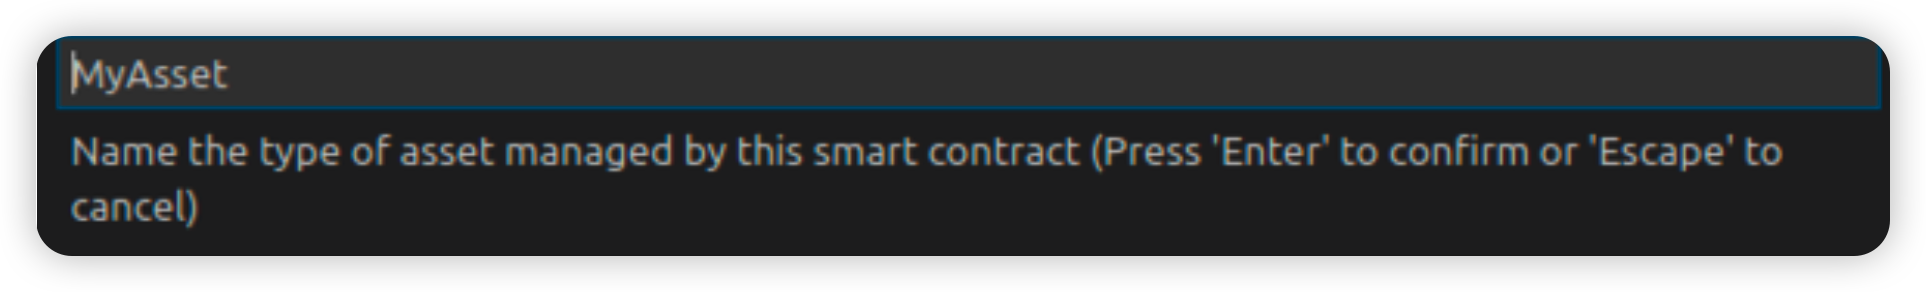 MyAsset
Name the type of asset managed by this smart contract (Press 'Enter' to confirm or 'Escape' to
cancel)